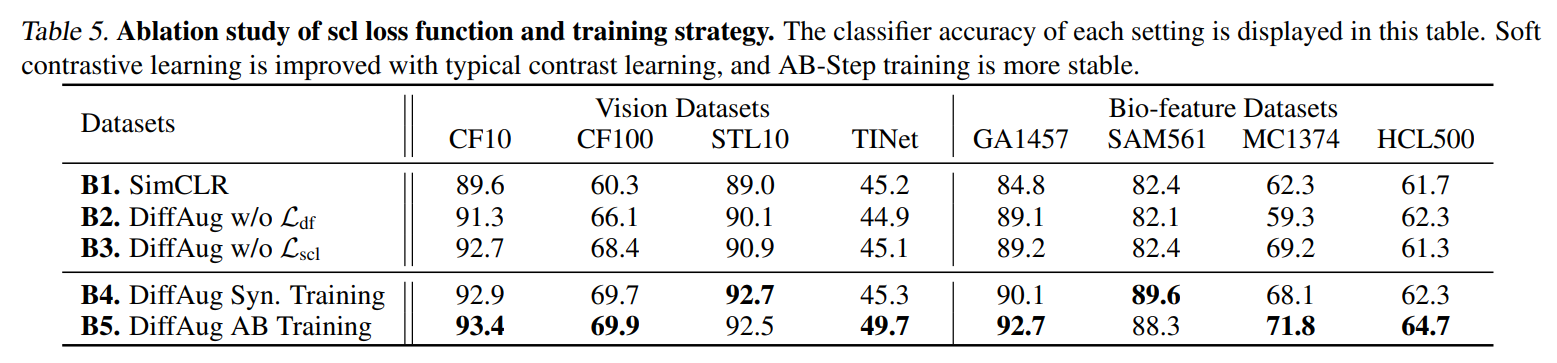 Table 5. Ablation study of scl loss function and training strategy. The classifier accuracy of each setting is displayed in this table. Soft
contrastive learning is improved with typical contrast learning, and AB-Step training is more stable.
Datasets Vision Datasets Bio-feature Datasets
CF10 CF100 STL10 TINet GA1457 SAM561 MC1374 HCL500
B1. SimCLR 89.6 60.3 89.0 45.2 84.8 82.4 62.3 61.7
B2. DiffAug w/o ℒdf 91.3 66.1 90.1 44.9 89.1 82.1 59.3 62.3
B3. DiffAug w/o ℒscl 92.7 68.4 90.9 45.1 89.2 82.4 69.2 61.3
B4. DiffAug Syn. Training 92.9 69.7 92.7 45.3 90.1 89.6 68.1 62.3
B5. DiffAug AB Training 93.4 69.9 92.5 49.7 92.7 88.3 71.8 64.7